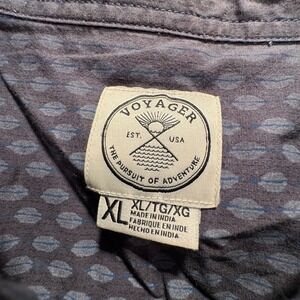 VOYAGER
EST. USA
THE PURSUIT OF ADVENTURE
XL XL/TG/XG
MADE IN INDIA
FABRIQUE EN INDE
HECHO EN INDIA